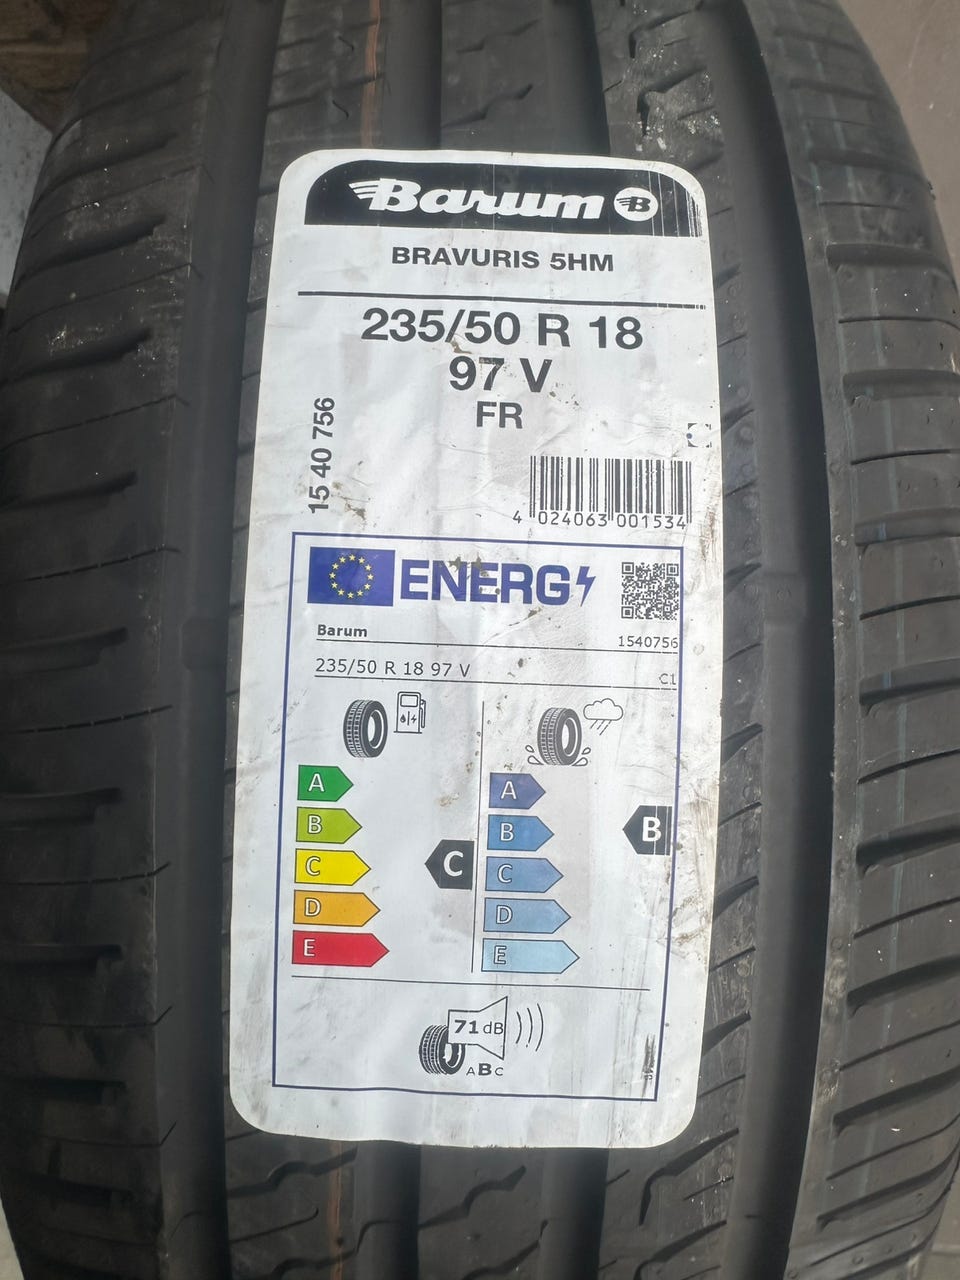 Barum B
BRAVURIS 5HM
235/50 R 18
97 V
FR
15 40 756
4 024063 001534
ENERG
Barum
1540756
235/50 R 18 97 V
C1
A
B
C
D
E
C
A
B
C
D
E
B
71 dB
ABC